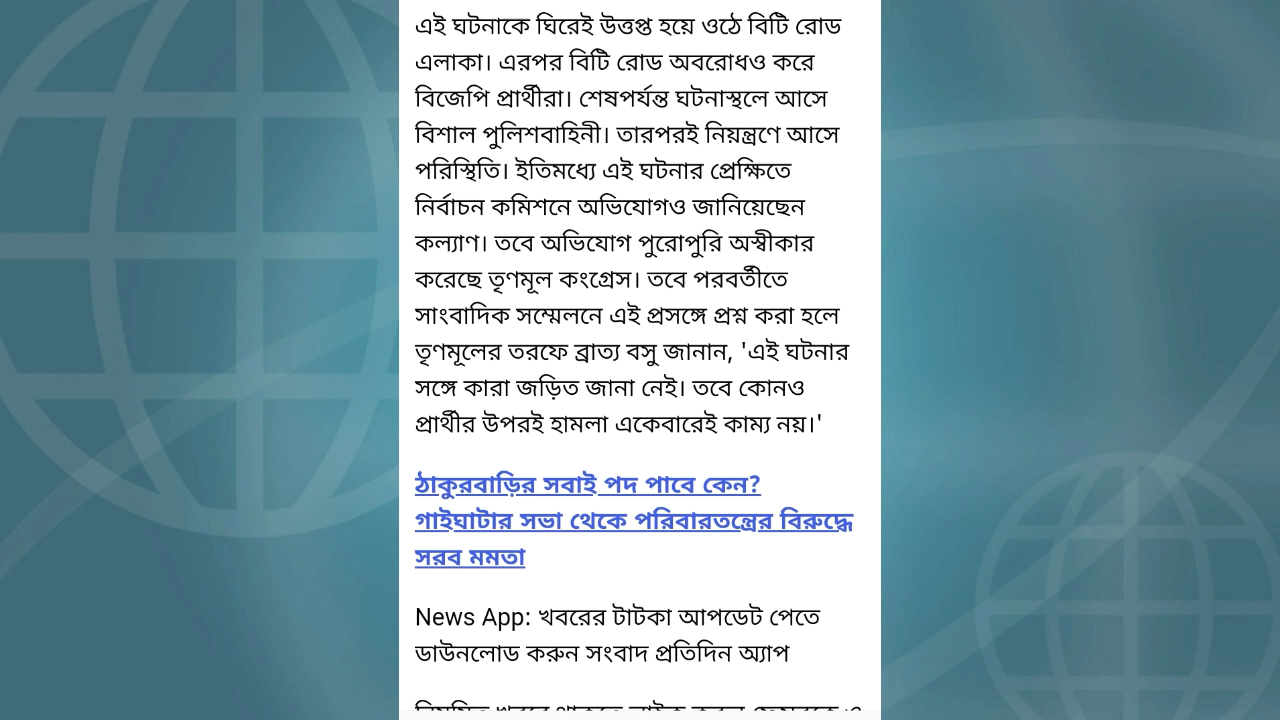 এই ঘটনাকে ঘিরেই উত্তপ্ত হয়ে ওঠে বিটি রোড
এলাকা। এরপর বিটি রোড অবরোধও করে
বিজেপি প্রার্থীরা। শেষপর্যন্ত ঘটনাস্থলে আসে
বিশাল পুলিশবাহিনী। তারপরই নিয়ন্ত্রণে আসে
পরিস্থিতি। ইতিমধ্যে এই ঘটনার প্রেক্ষিতে
নির্বাচন কমিশনে অভিযোগও জানিয়েছেন
কল্যাণ। তবে অভিযোগ পুরোপুরি অস্বীকার
করেছে তৃণমূল কংগ্রেস। তবে পরবর্তীতে
সাংবাদিক সম্মেলনে এই প্রসঙ্গে প্রশ্ন করা হলে
তৃণমূলের তরফে ব্রাত্য বসু জানান, 'এই ঘটনার
সঙ্গে কারা জড়িত জানা নেই। তবে কোনও
প্রার্থীর উপরই হামলা একেবারেই কাম্য নয়।'
ঠাকুরবাড়ির সবাই পদ পাবে কেন?
গাইঘাটার সভা থেকে পরিবারতন্ত্রের বিরুদ্ধে
সরব মমতা
News App: খবরের টাটকা আপডেট পেতে
ডাউনলোড করুন সংবাদ প্রতিদিন অ্যাপ